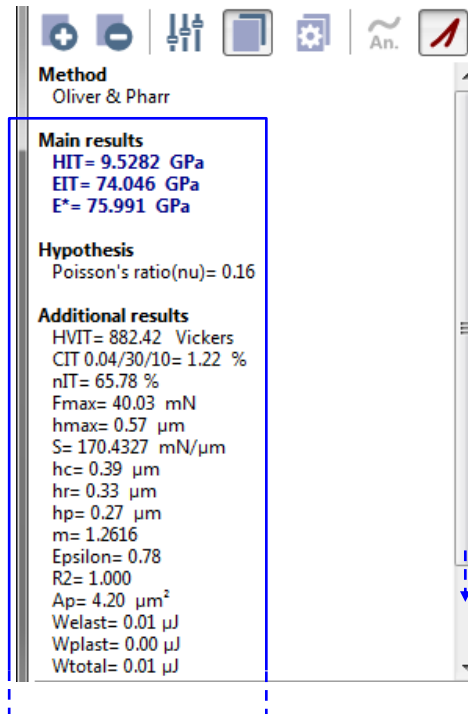 An.
Method
Oliver & Pharr
Main results
HIT= 9.5282 GPa
EIT= 74.046 GPa
E*= 75.991 GPa
Hypothesis
Poisson's ratio(nu)= 0.16
Additional results
HVIT= 882.42 Vickers
CIT 0.04/30/10= 1.22 %
nIT= 65.78 %
Fmax= 40.03 mN
hmax= 0.57 µm
S= 170.4327 mN/µm
hc= 0.39 µm
hr= 0.33 µm
hp= 0.27 µm
m= 1.2616
Epsilon= 0.78
R2= 1.000
Ap= 4.20 µm²
Welast= 0.01 µJ
Wplast= 0.00 µJ
Wtotal= 0.01 µJ